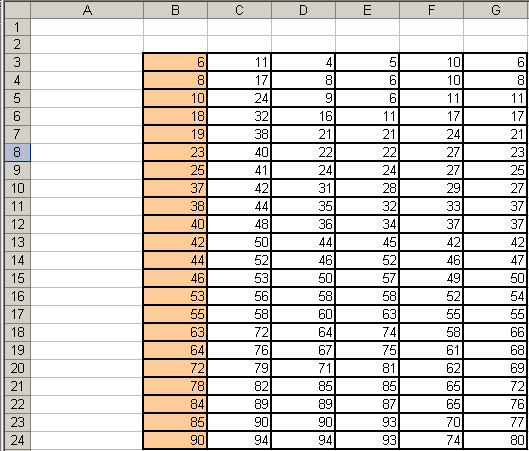 A B C D E F G
1
2
3 6 11 4 5 10 6
4 8 17 8 6 10 8
5 10 24 9 6 11 11
6 18 32 16 11 17 17
7 19 38 21 21 24 21
8 23 40 22 22 27 23
9 25 41 24 24 27 25
10 37 42 31 28 29 27
11 38 44 35 32 33 37
12 40 48 36 34 37 37
13 42 50 44 45 42 42
14 44 52 46 52 46 47
15 46 53 50 57 49 50
16 53 56 58 58 52 54
17 55 58 60 63 55 55
18 63 72 64 74 58 66
19 64 76 67 75 61 68
20 72 79 71 81 62 69
21 78 82 85 85 65 72
22 84 89 89 87 65 76
23 85 90 90 93 70 77
24 90 94 94 93 74 80